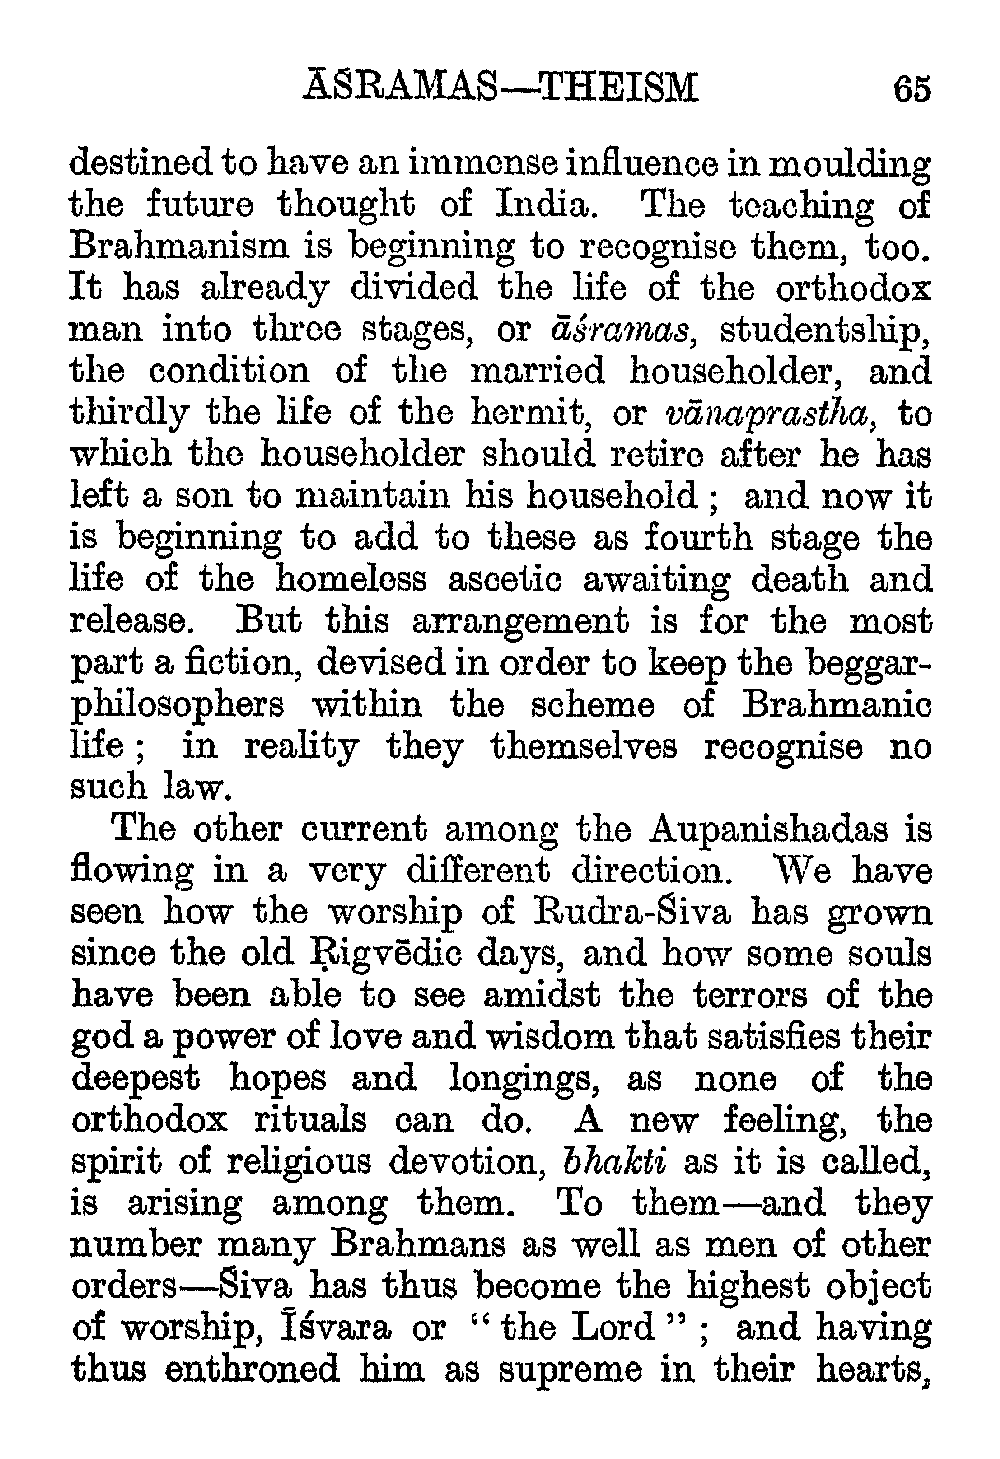 ĀŚRAMAS—THEISM 65
destined to have an immense influence in moulding
the future thought of India. The teaching of
Brahmanism is beginning to recognise them, too.
It has already divided the life of the orthodox
man into three stages, or āśramas, studentship,
the condition of the married householder, and
thirdly the life of the hermit, or vānaprastha, to
which the householder should retire after he has
left a son to maintain his household ; and now it
is beginning to add to these as fourth stage the
life of the homeless ascetic awaiting death and
release. But this arrangement is for the most
part a fiction, devised in order to keep the beggar-
philosophers within the scheme of Brahmanic
life ; in reality they themselves recognise no
such law.
The other current among the Aupanishadas is
flowing in a very different direction. We have
seen how the worship of Rudra-Śiva has grown
since the old Ṛigvēdic days, and how some souls
have been able to see amidst the terrors of the
god a power of love and wisdom that satisfies their
deepest hopes and longings, as none of the
orthodox rituals can do. A new feeling, the
spirit of religious devotion, bhakti as it is called,
is arising among them. To them—and they
number many Brahmans as well as men of other
orders—Śiva has thus become the highest object
of worship, Īśvara or “ the Lord ” ; and having
thus enthroned him as supreme in their hearts,